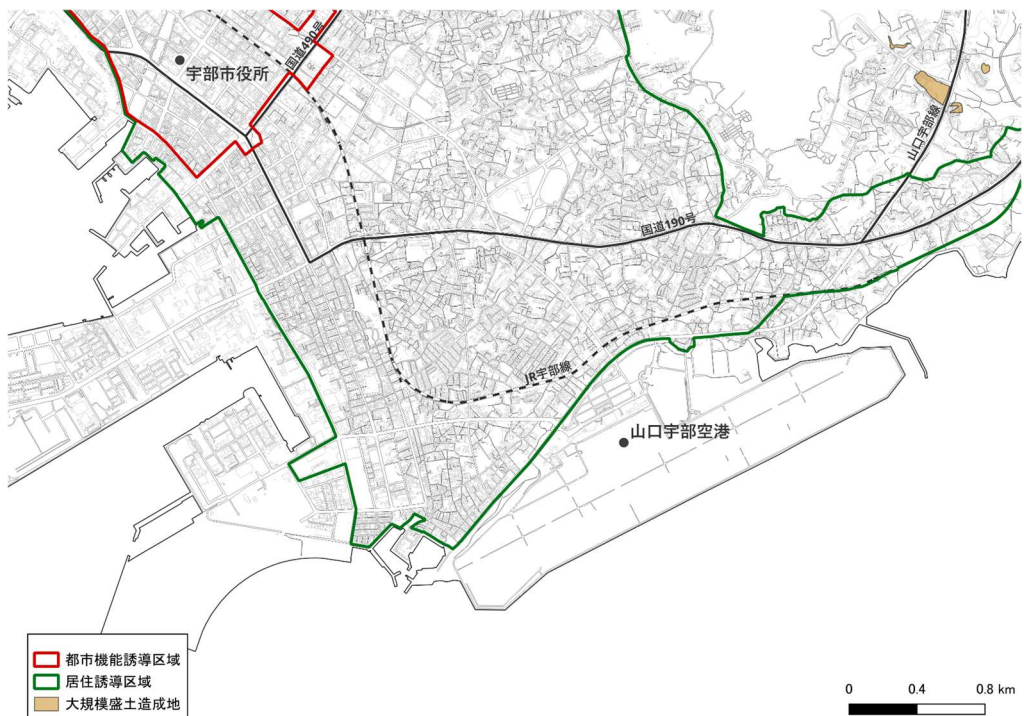 国道490号
宇部市役所
山口宇部線
国道190号
JR宇部線
山口宇部空港
都市機能誘導区域
居住誘導区域
大規模盛土造成地
0 0.4 0.8 km